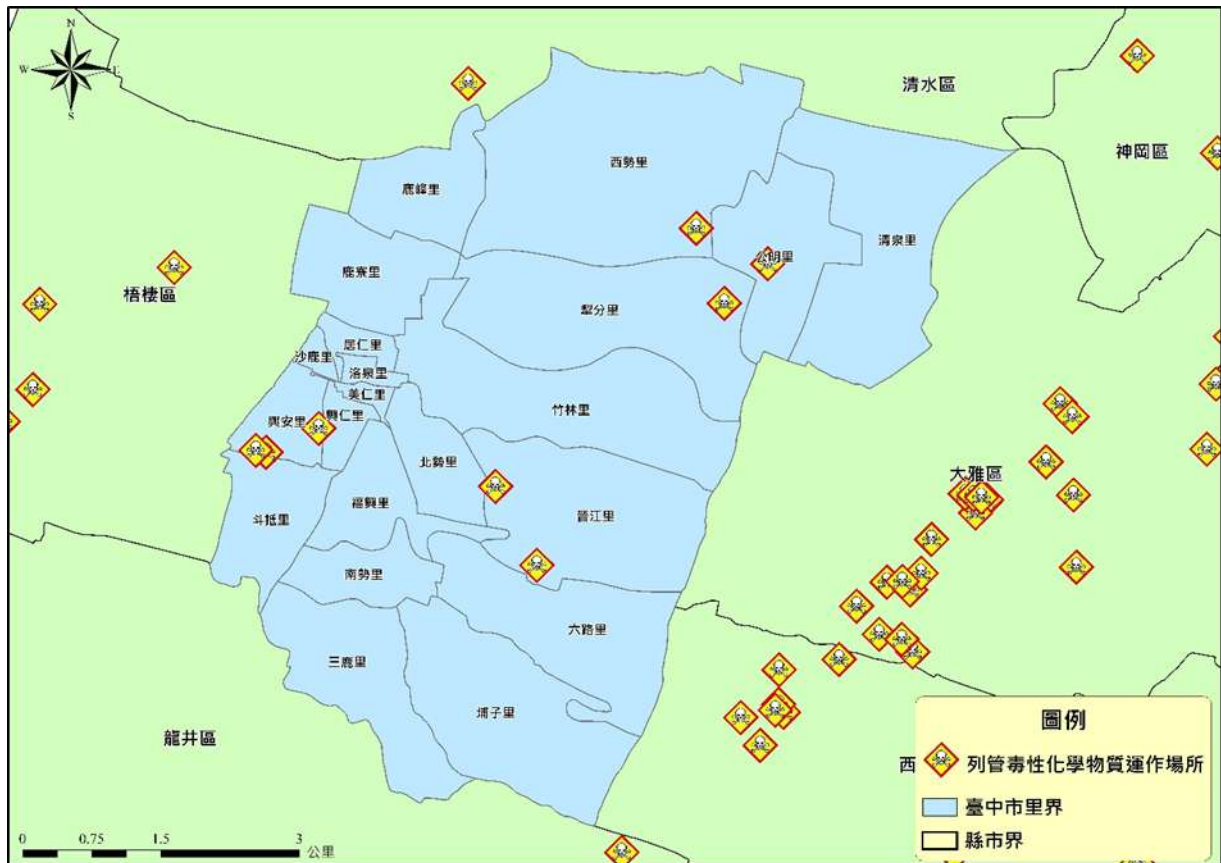 N
W
E
S
清水區
神岡區
西勢里
鹿峰里
公明里
清泉里
鹿寮里
梧棲區
犁分里
居仁里
沙鹿里
洛泉里
美仁里
竹林里
興仁里
興安里
北勢里
大雅區
福興里
晉江里
斗抵里
南勢里
六路里
三鹿里
埔子里
龍井區
西
圖例
列管毒性化學物質運作場所
臺中市里界
縣市界
0 0.75 1.5 3
公里